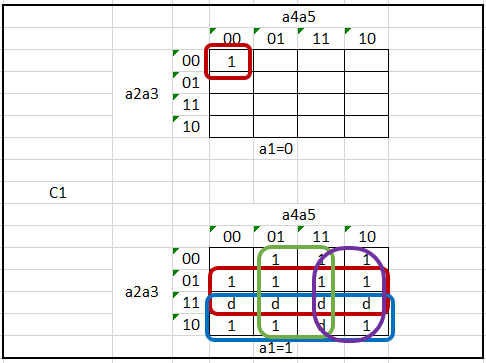 a4a5
00 01 11 10
00 1
01
a2a3
11
10
a1=0
C1
a4a5
00 01 11 10
00 1 1 1
01 1 1 1 1
a2a3
11 d d d d
10 1 1 d 1
a1=1